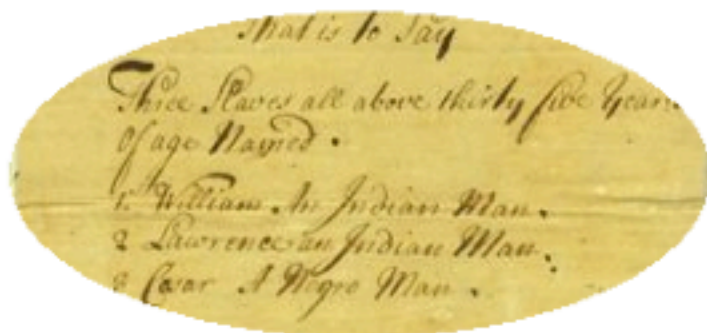 That is to Say
Three Slaves all above thirty five Years
Of age Named.
1. William An Indian Man.
2 Lawrence an Indian Man.
3 Cesar A Negro Man.